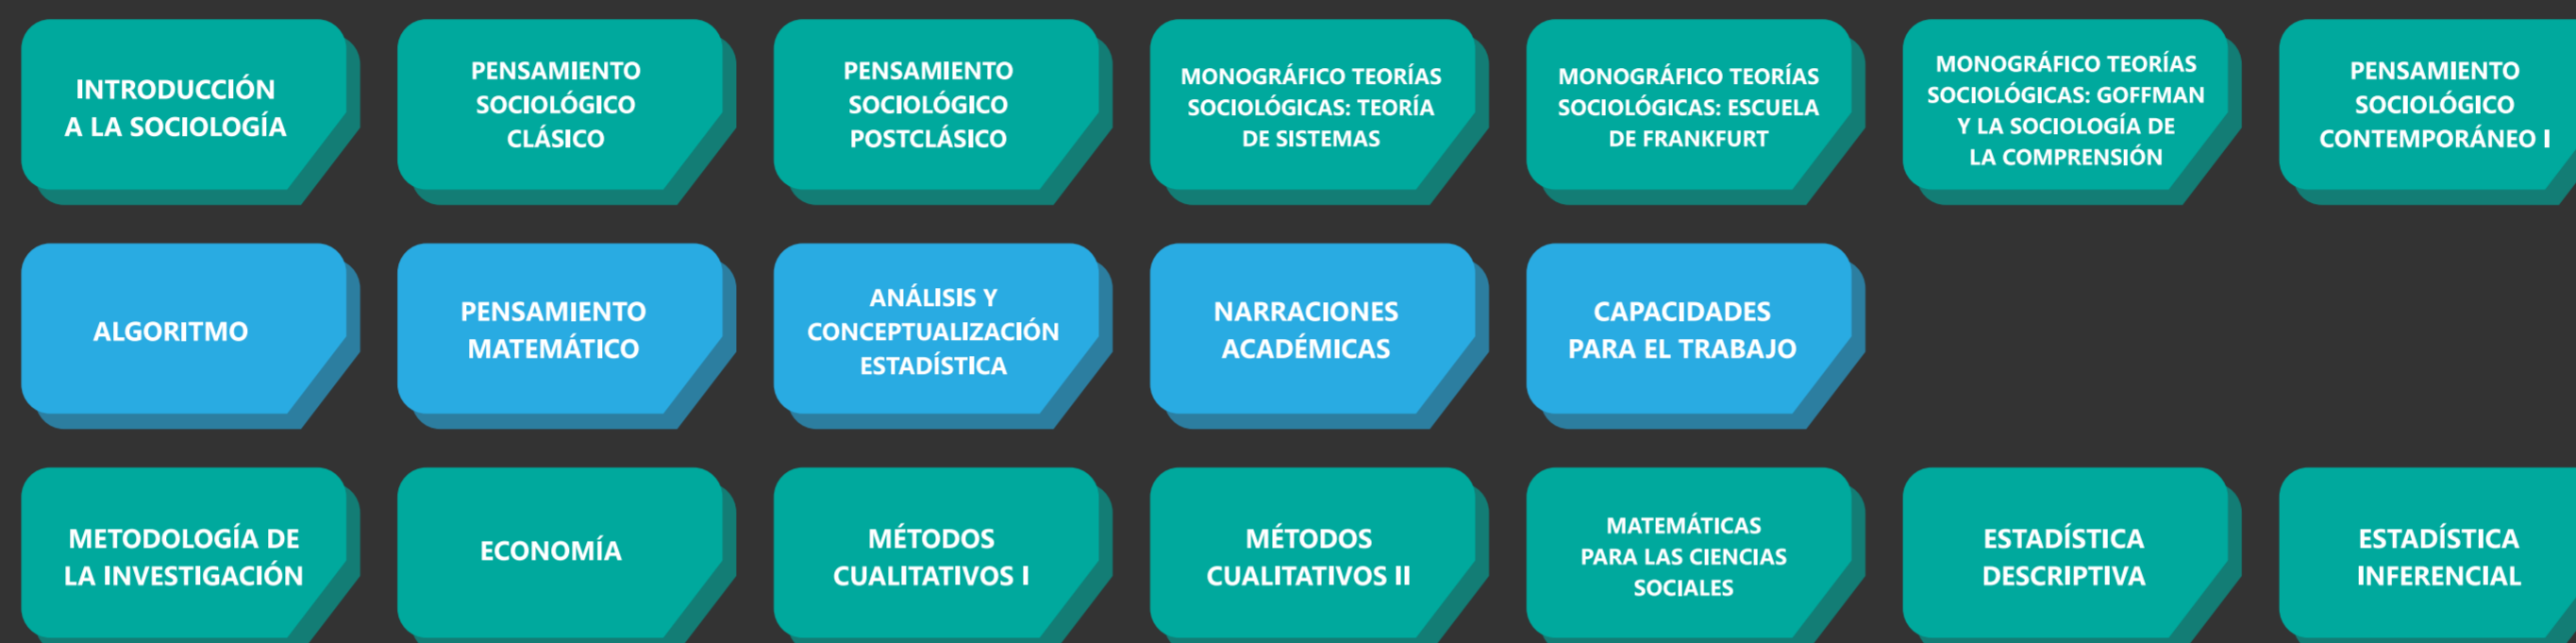 INTRODUCCIÓN
A LA SOCIOLOGÍA
PENSAMIENTO
SOCIOLÓGICO
CLÁSICO
PENSAMIENTO
SOCIOLÓGICO
POSTCLÁSICO
MONOGRÁFICO TEORÍAS
SOCIOLÓGICAS: TEORÍA
DE SISTEMAS
MONOGRÁFICO TEORÍAS
SOCIOLÓGICAS: ESCUELA
DE FRANKFURT
MONOGRÁFICO TEORÍAS
SOCIOLÓGICAS: GOFFMAN
Y LA SOCIOLOGÍA DE
LA COMPRENSIÓN
PENSAMIENTO
SOCIOLÓGICO
CONTEMPORÁNEO I
ALGORITMO
PENSAMIENTO
MATEMÁTICO
ANÁLISIS Y
CONCEPTUALIZACIÓN
ESTADÍSTICA
NARRACIONES
ACADÉMICAS
CAPACIDADES
PARA EL TRABAJO
METODOLOGÍA DE
LA INVESTIGACIÓN
ECONOMÍA
MÉTODOS
CUALITATIVOS I
MÉTODOS
CUALITATIVOS II
MATEMÁTICAS
PARA LAS CIENCIAS
SOCIALES
ESTADÍSTICA
DESCRIPTIVA
ESTADÍSTICA
INFERENCIAL